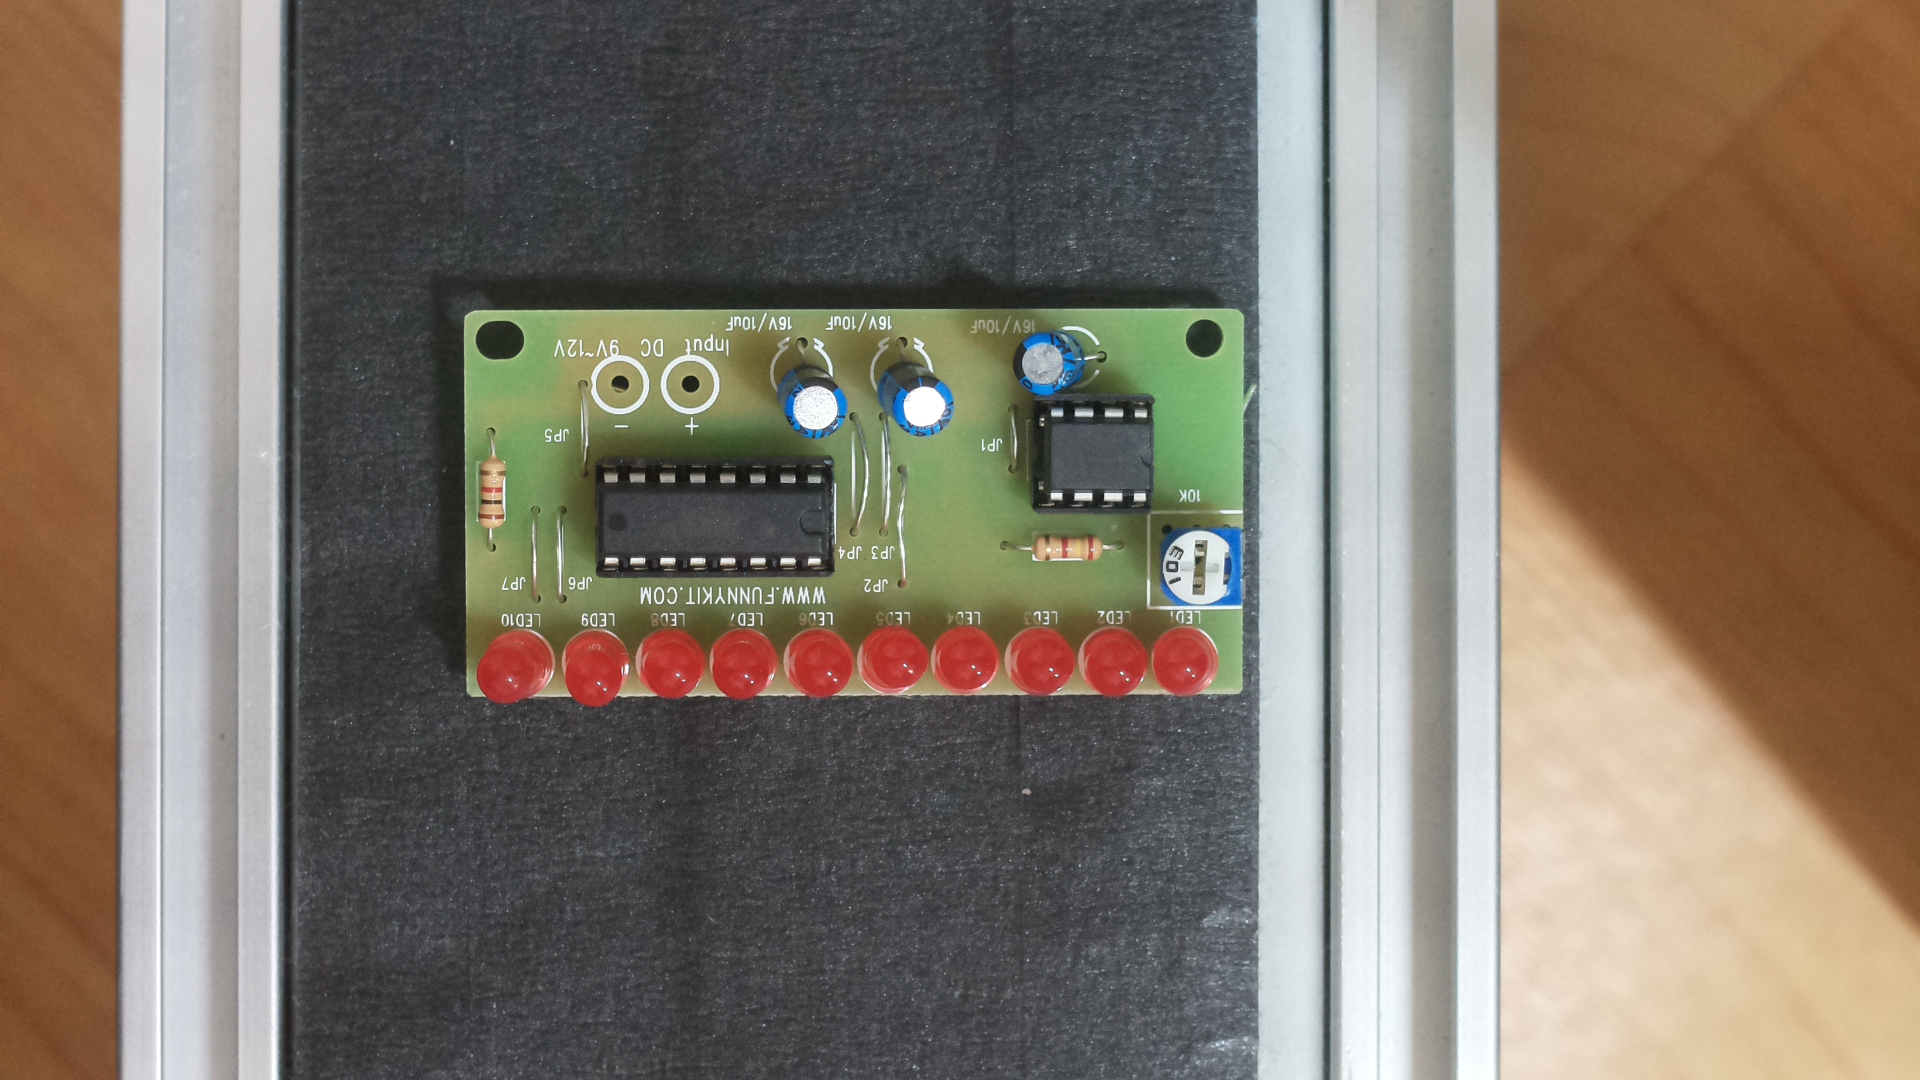 LED1 LED2 LED3 LED4 LED5 LED6 LED7 LED8 LED9 LED10
WWW.FUNNYKIT.COM
JP2
JP6
JP7
10K
JP3
JP4
JP1
JP5
+
−
Input DC 9V~12V
16V/10uF
16V/10uF
16V/10uF